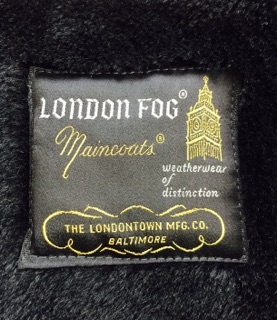 LONDON FOG®
Maincoats®
weatherwear
of
distinction
THE LONDONTOWN MFG. CO.
BALTIMORE